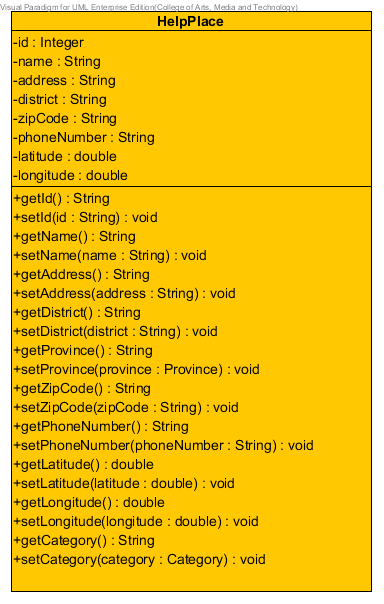 Visual Paradigm for UML Enterprise Edition(College of Arts, Media and Technology)
HelpPlace
-id : Integer
-name : String
-address : String
-district : String
-zipCode : String
-phoneNumber : String
-latitude : double
-longitude : double
+getId() : String
+setId(id : String) : void
+getName() : String
+setName(name : String) : void
+getAddress() : String
+setAddress(address : String) : void
+getDistrict() : String
+setDistrict(district : String) : void
+getProvince() : String
+setProvince(province : Province) : void
+getZipCode() : String
+setZipCode(zipCode : String) : void
+getPhoneNumber() : String
+setPhoneNumber(phoneNumber : String) : void
+getLatitude() : double
+setLatitude(latitude : double) : void
+getLongitude() : double
+setLongitude(longitude : double) : void
+getCategory() : String
+setCategory(category : Category) : void